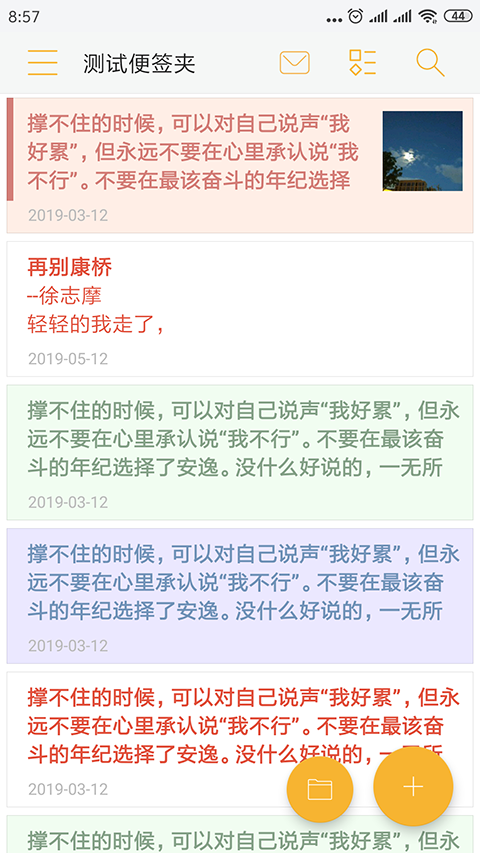 8:57
44
测试便签夹
撑不住的时候，可以对自己说声“我
好累”，但永远不要在心里承认说“我
不行”。不要在最该奋斗的年纪选择
2019-03-12
再别康桥
--徐志摩
轻轻的我走了，
2019-05-12
撑不住的时候，可以对自己说声“我好累”，但永
远不要在心里承认说“我不行”。不要在最该奋
斗的年纪选择了安逸。没什么好说的，一无所
2019-03-12
撑不住的时候，可以对自己说声“我好累”，但永
远不要在心里承认说“我不行”。不要在最该奋
斗的年纪选择了安逸。没什么好说的，一无所
2019-03-12
撑不住的时候，可以对自己说声“我好累”，但永
远不要在心里承认说“我不行”。不要在最该奋
斗的年纪选择了安逸。没什么好说的，一无所
2019-03-12
撑不住的时候，可以对自己说声“我好累”，但永